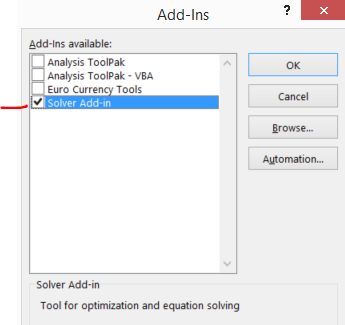 Add-Ins
?
×
Add-Ins available:
Analysis ToolPak
Analysis ToolPak - VBA
Euro Currency Tools
Solver Add-in
OK
Cancel
Browse...
Automation...
Solver Add-in
Tool for optimization and equation solving